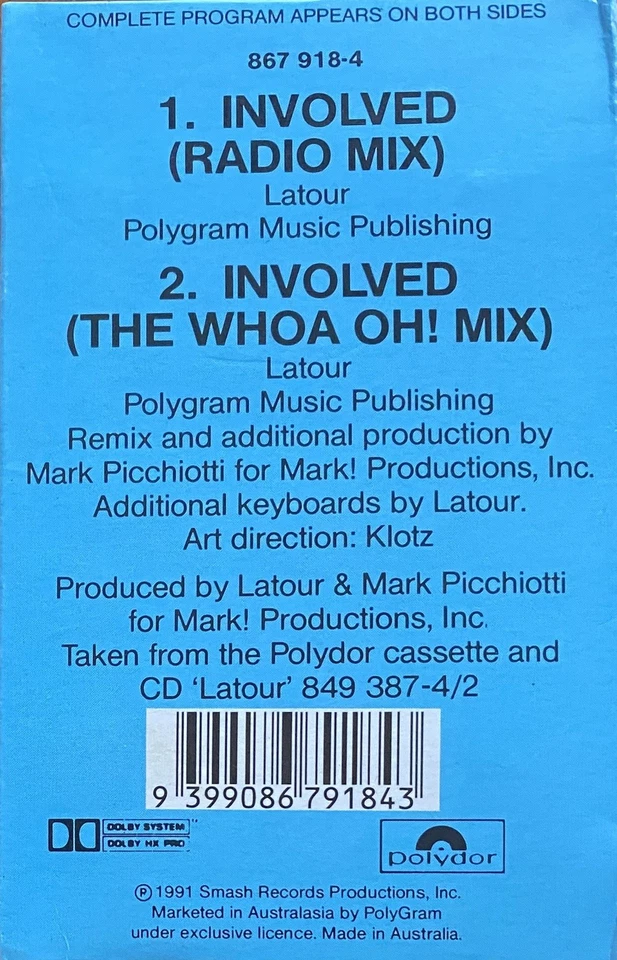 COMPLETE PROGRAM APPEARS ON BOTH SIDES
867 918-4
1. INVOLVED
(RADIO MIX)
Latour
Polygram Music Publishing
2. INVOLVED
(THE WHOA OH! MIX)
Latour
Polygram Music Publishing
Remix and additional production by
Mark Picchiotti for Mark! Productions, Inc.
Additional keyboards by Latour.
Art direction: Klotz
Produced by Latour & Mark Picchiotti
for Mark! Productions, Inc.
Taken from the Polydor cassette and
CD ‘Latour’ 849 387-4/2
9 399086 791843
DOLBY SYSTEM
DOLBY HX PRO
polydor
℗ 1991 Smash Records Productions, Inc.
Marketed in Australasia by PolyGram
under exclusive licence. Made in Australia.